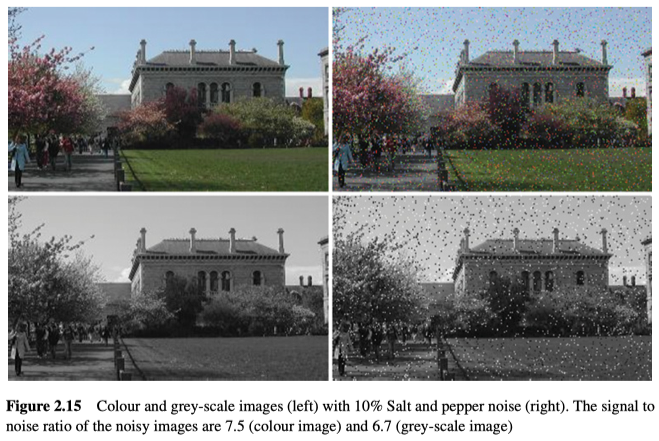 Figure 2.15 Colour and grey-scale images (left) with 10% Salt and pepper noise (right). The signal to
noise ratio of the noisy images are 7.5 (colour image) and 6.7 (grey-scale image)